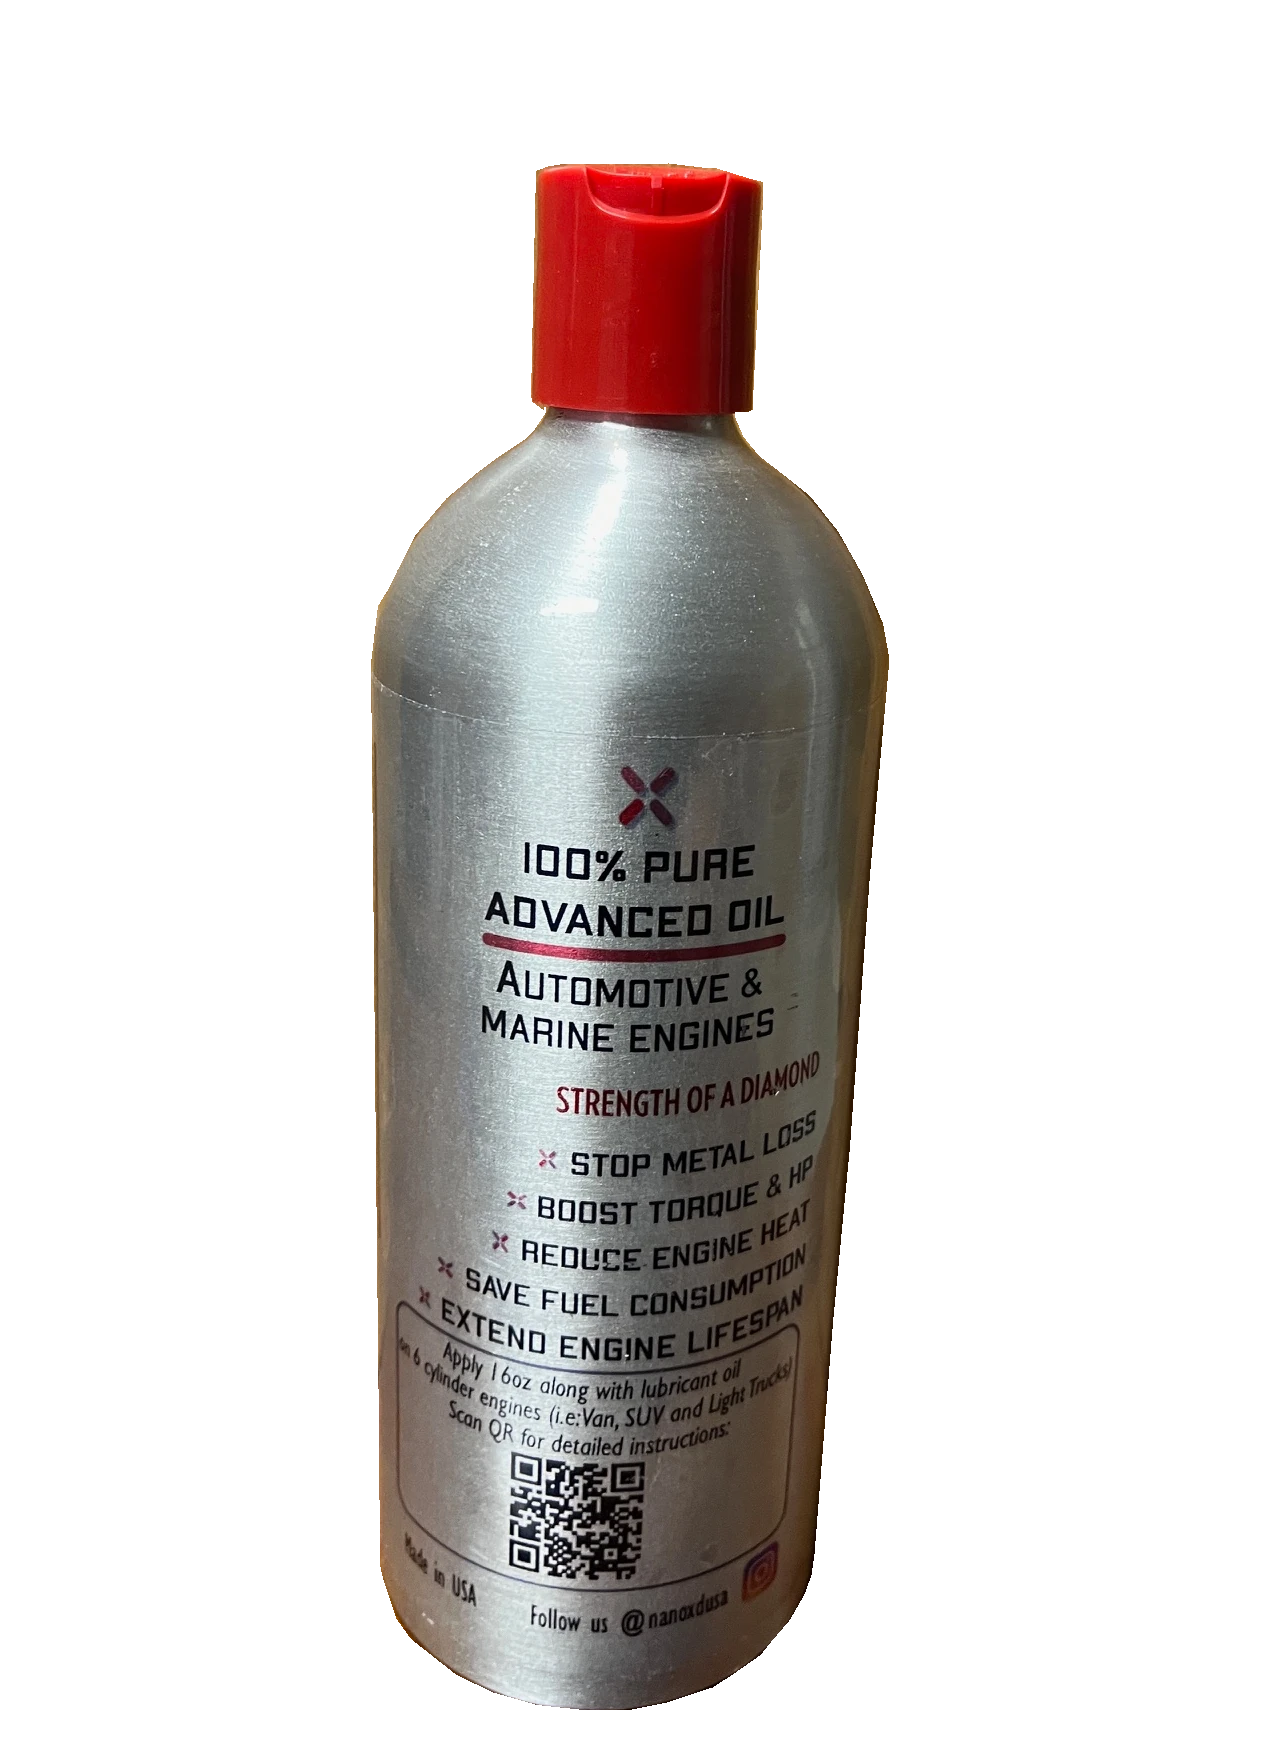 100% PURE
ADVANCED OIL
AUTOMOTIVE &
MARINE ENGINES
STRENGTH OF A DIAMOND
STOP METAL LOSS
BOOST TORQUE & HP
REDUCE ENGINE HEAT
SAVE FUEL CONSUMPTION
EXTEND ENGINE LIFESPAN
Apply 16oz along with lubricant oil
on 6 cylinder engines (i.e:Van, SUV and Light Trucks)
Scan QR for detailed instructions:
Made in USA
Follow us @nanoxdusa